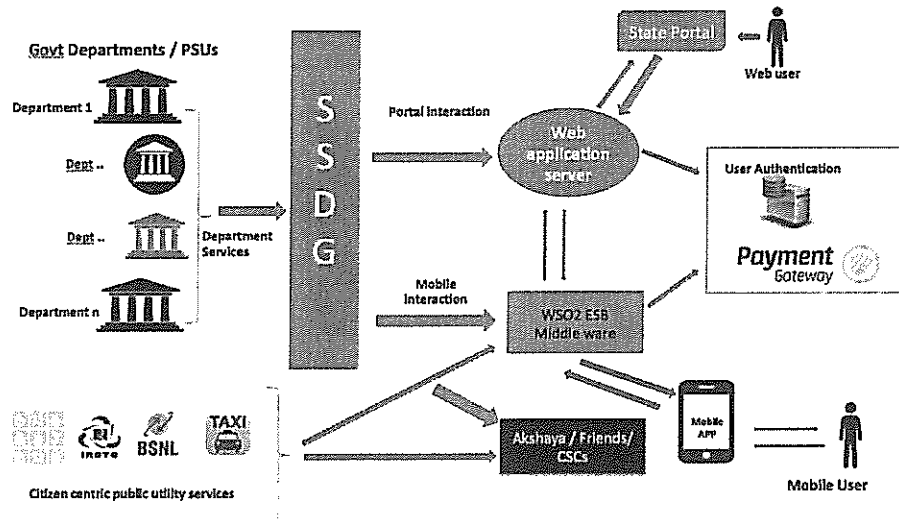 Govt Departments / PSUs
Department 1
Dept ..
Dept ..
Department n
Department
Services
S
S
D
G
Portal interaction
Mobile
Interaction
State Portal
Web user
Web
application
server
User Authentication
Payment
Gateway
WSO2 ESB
Middle ware
IRCTC
BSNL
TAXI
Citizen centric public utility services
Akshaya / Friends/
CSCs
Mobile
APP
Mobile User